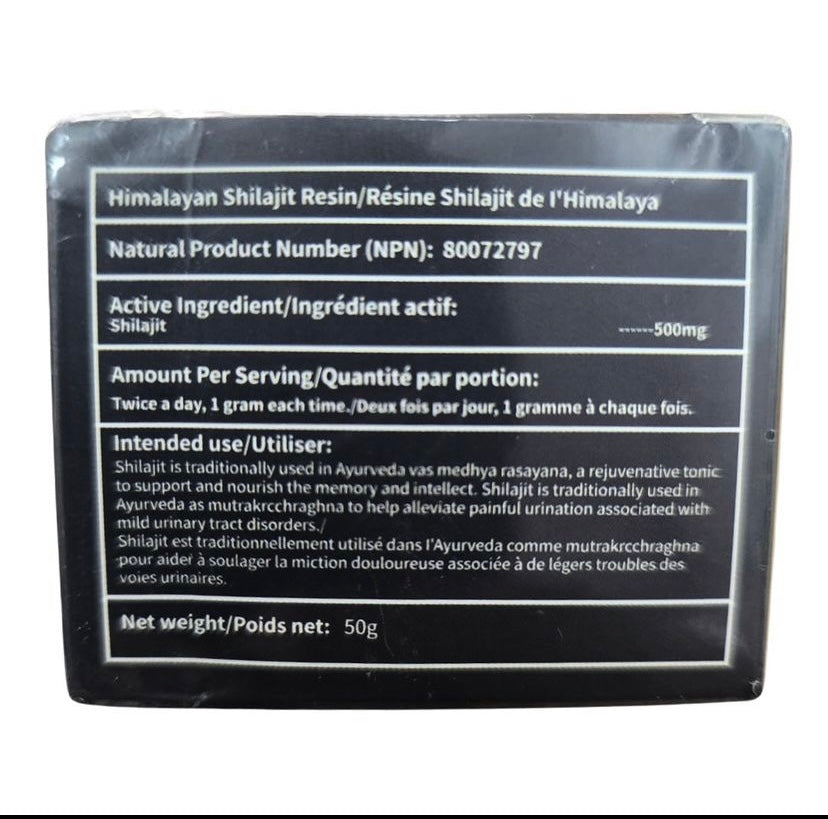 Himalayan Shilajit Resin/Résine Shilajit de l'Himalaya
Natural Product Number (NPN): 80072797
Active Ingredient/Ingrédient actif:
Shilajit ------500mg
Amount Per Serving/Quantité par portion:
Twice a day, 1 gram each time./Deux fois par jour, 1 gramme à chaque fois.
Intended use/Utiliser:
Shilajit is traditionally used in Ayurveda vas medhya rasayana, a rejuvenative tonic
to support and nourish the memory and intellect. Shilajit is traditionally used in
Ayurveda as mutrakrcchraghna to help alleviate painful urination associated with
mild urinary tract disorders./
Shilajit est traditionnellement utilisé dans l'Ayurveda comme mutrakrcchraghna
pour aider à soulager la miction douloureuse associée à de légers troubles des
voies urinaires.
Net weight/Poids net: 50g